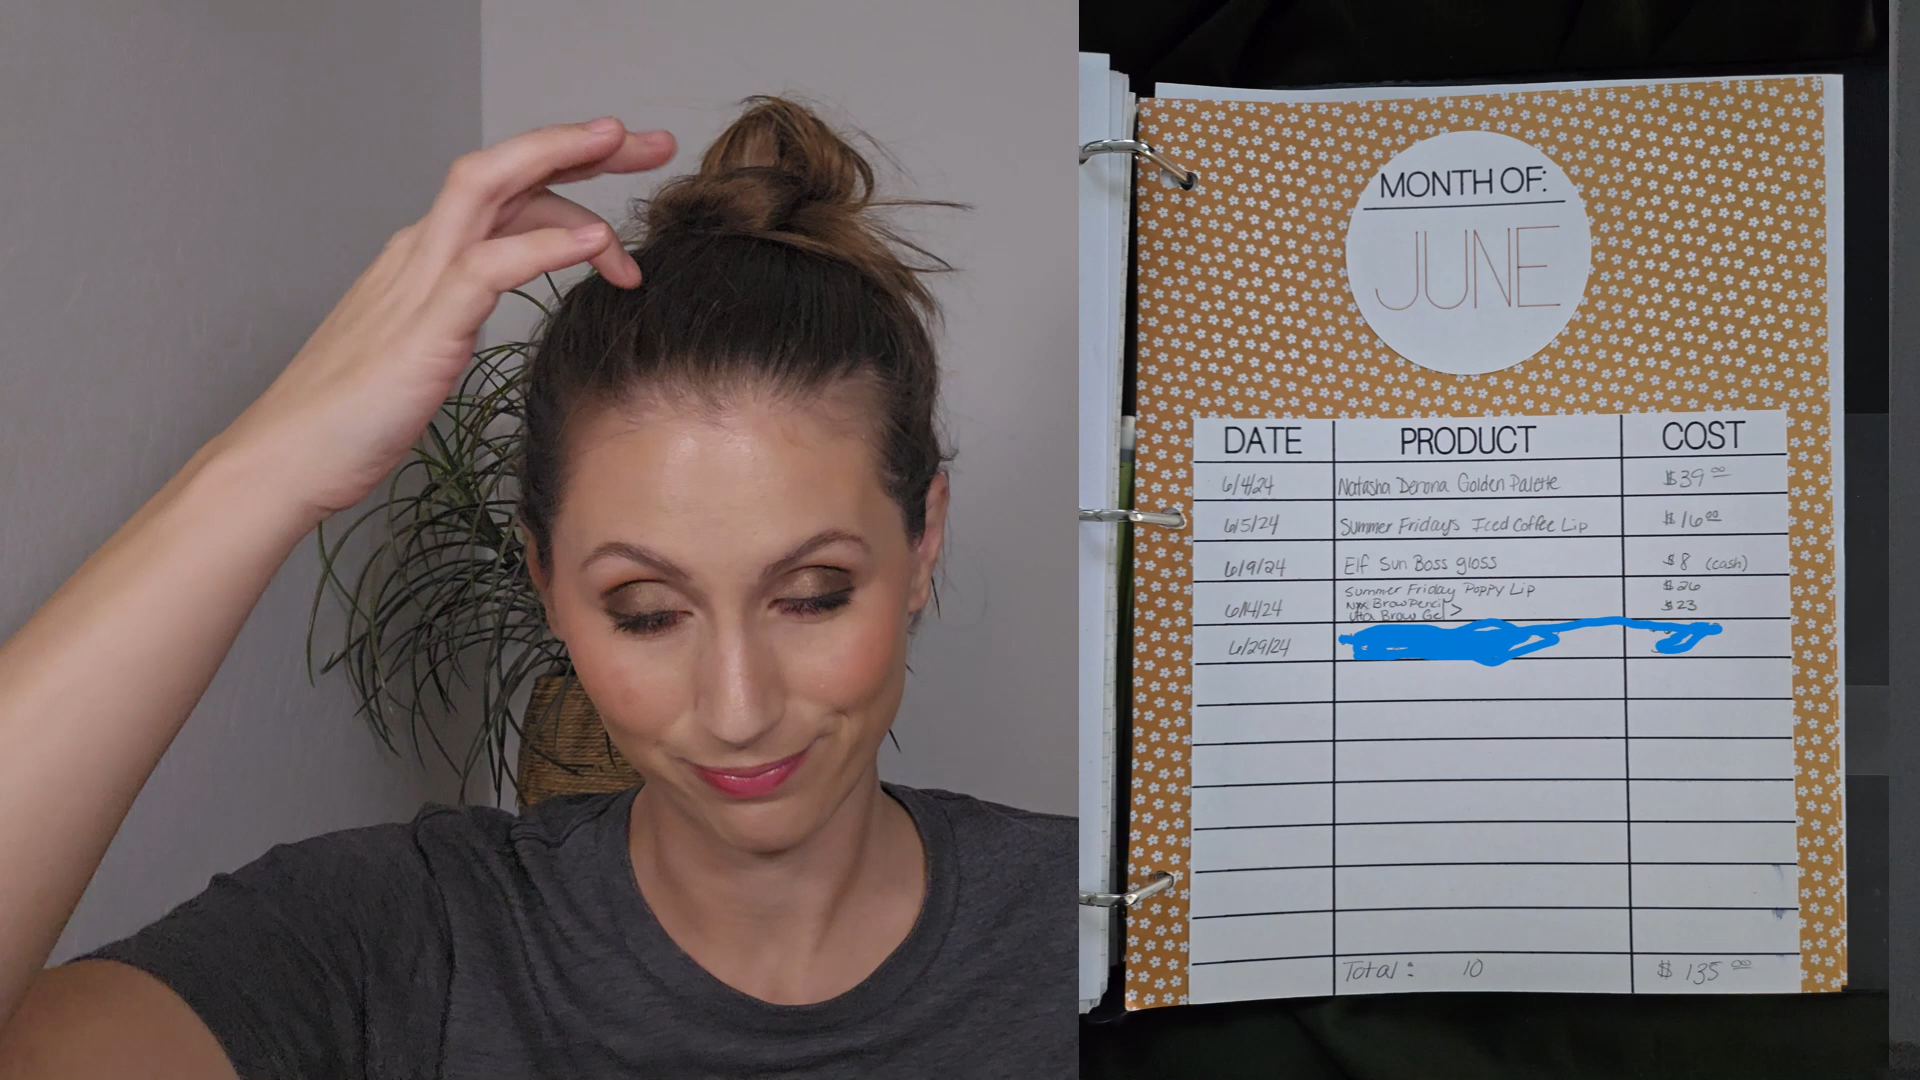 MONTH OF:
JUNE
DATE PRODUCT COST
6/4/24 Natasha Denona Golden Palette $39.00
6/5/24 Summer Fridays Iced Coffee Lip $16.00
6/9/24 Elf Sun Boss gloss $8 (cash)
Summer Friday Poppy Lip $26
6/14/24 Nyx Brow Pencil > $23
Brow Gel
6/29/24
Total: 10 $135.00